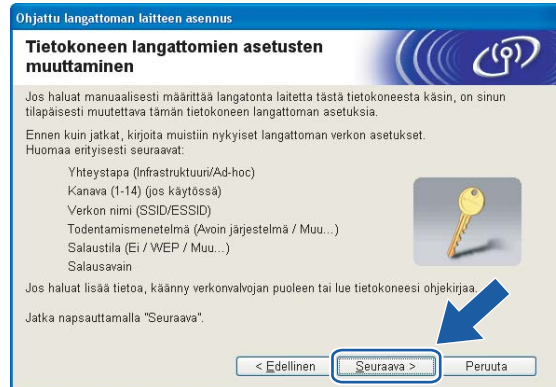 Ohjattu langattoman laitteen asennus
Tietokoneen langattomien asetusten
muuttaminen
Jos haluat manuaalisesti määrittää langatonta laitetta tästä tietokoneesta käsin, on sinun
tilapäisesti muutettava tämän tietokoneen langattoman asetuksia.
Ennen kuin jatkat, kirjoita muistiin nykyiset langattoman verkon asetukset.
Huomaa erityisesti seuraavat:
Yhteystapa (Infrastruktuuri/Ad-hoc)
Kanava (1-14) (jos käytössä)
Verkon nimi (SSID/ESSID)
Todentamismenetelmä (Avoin järjestelmä / Muu...)
Salaustila (Ei / WEP / Muu...)
Salausavain
Jos haluat lisää tietoa, käänny verkonvalvojan puoleen tai lue tietokoneesi ohjekirjaa.
Jatka napsauttamalla "Seuraava".
< Edellinen Seuraava > Peruuta